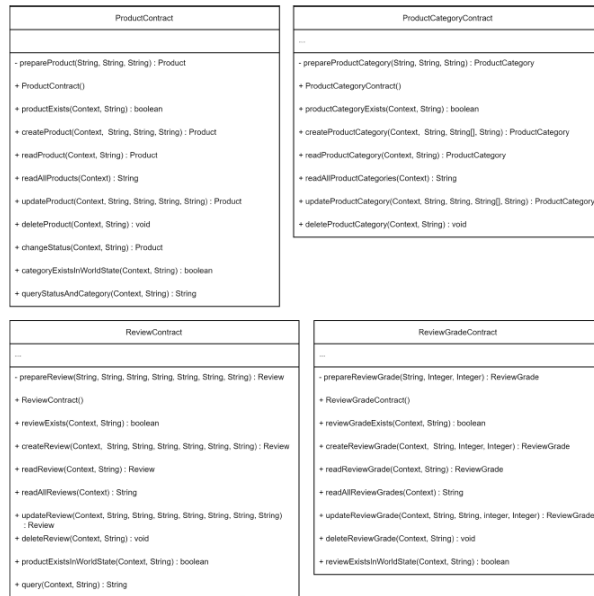 ProductContract
- prepareProduct(String, String, String) : Product
+ ProductContract()
+ productExists(Context, String) : boolean
+ createProduct(Context, String, String, String) : Product
+ readProduct(Context, String) : Product
+ readAllProducts(Context) : String
+ updateProduct(Context, String, String, String, String) : Product
+ deleteProduct(Context, String) : void
+ changeStatus(Context, String) : Product
+ categoryExistsInWorldState(Context, String) : boolean
+ queryStatusAndCategory(Context, String) : String
ProductCategoryContract
...
- prepareProductCategory(String, String, String) : ProductCategory
+ ProductCategoryContract()
+ productCategoryExists(Context, String) : boolean
+ createProductCategory(Context, String, String[], String) : ProductCategory
+ readProductCategory(Context, String) : ProductCategory
+ readAllProductCategories(Context) : String
+ updateProductCategory(Context, String, String, String[], String) : ProductCategory
+ deleteProductCategory(Context, String) : void
ReviewContract
...
- prepareReview(String, String, String, String, String, String, String) : Review
+ ReviewContract()
+ reviewExists(Context, String) : boolean
+ createReview(Context, String, String, String, String, String, String) : Review
+ readReview(Context, String) : Review
+ readAllReviews(Context) : String
+ updateReview(Context, String, String, String, String, String, String, String)
: Review
+ deleteReview(Context, String) : void
+ productExistsInWorldState(Context, String) : boolean
+ query(Context, String) : String
ReviewGradeContract
...
- prepareReviewGrade(String, Integer, Integer) : ReviewGrade
+ ReviewGradeContract()
+ reviewGradeExists(Context, String) : boolean
+ createReviewGrade(Context, String, Integer, Integer) : ReviewGrade
+ readReviewGrade(Context, String) : ReviewGrade
+ readAllReviewGrades(Context) : String
+ updateReviewGrade(Context, String, String, integer, Integer) : ReviewGrade
+ deleteReviewGrade(Context, String) : void
+ reviewExistsInWorldState(Context, String) : boolean